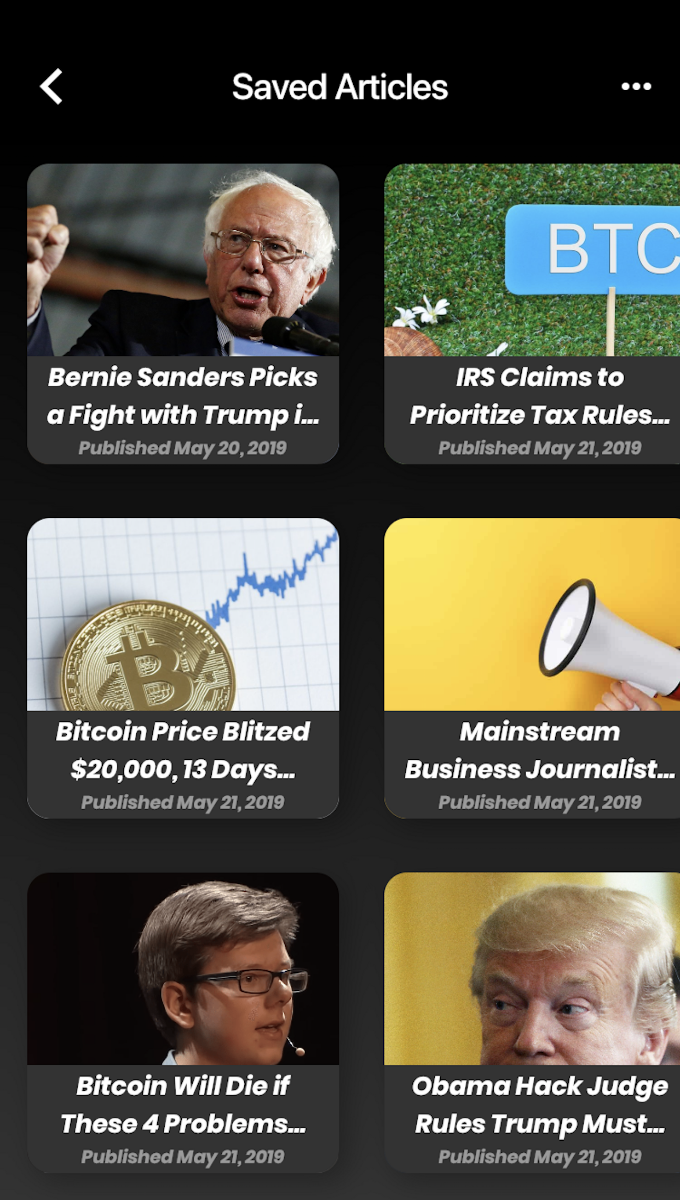 Saved Articles
BTC
Bernie Sanders Picks
a Fight with Trump i...
Published May 20, 2019
IRS Claims to
Prioritize Tax Rules...
Published May 21, 2019
Bitcoin Price Blitzed
$20,000, 13 Days...
Published May 21, 2019
Mainstream
Business Journalist...
Published May 21, 2019
Bitcoin Will Die if
These 4 Problems...
Published May 21, 2019
Obama Hack Judge
Rules Trump Must...
Published May 21, 2019